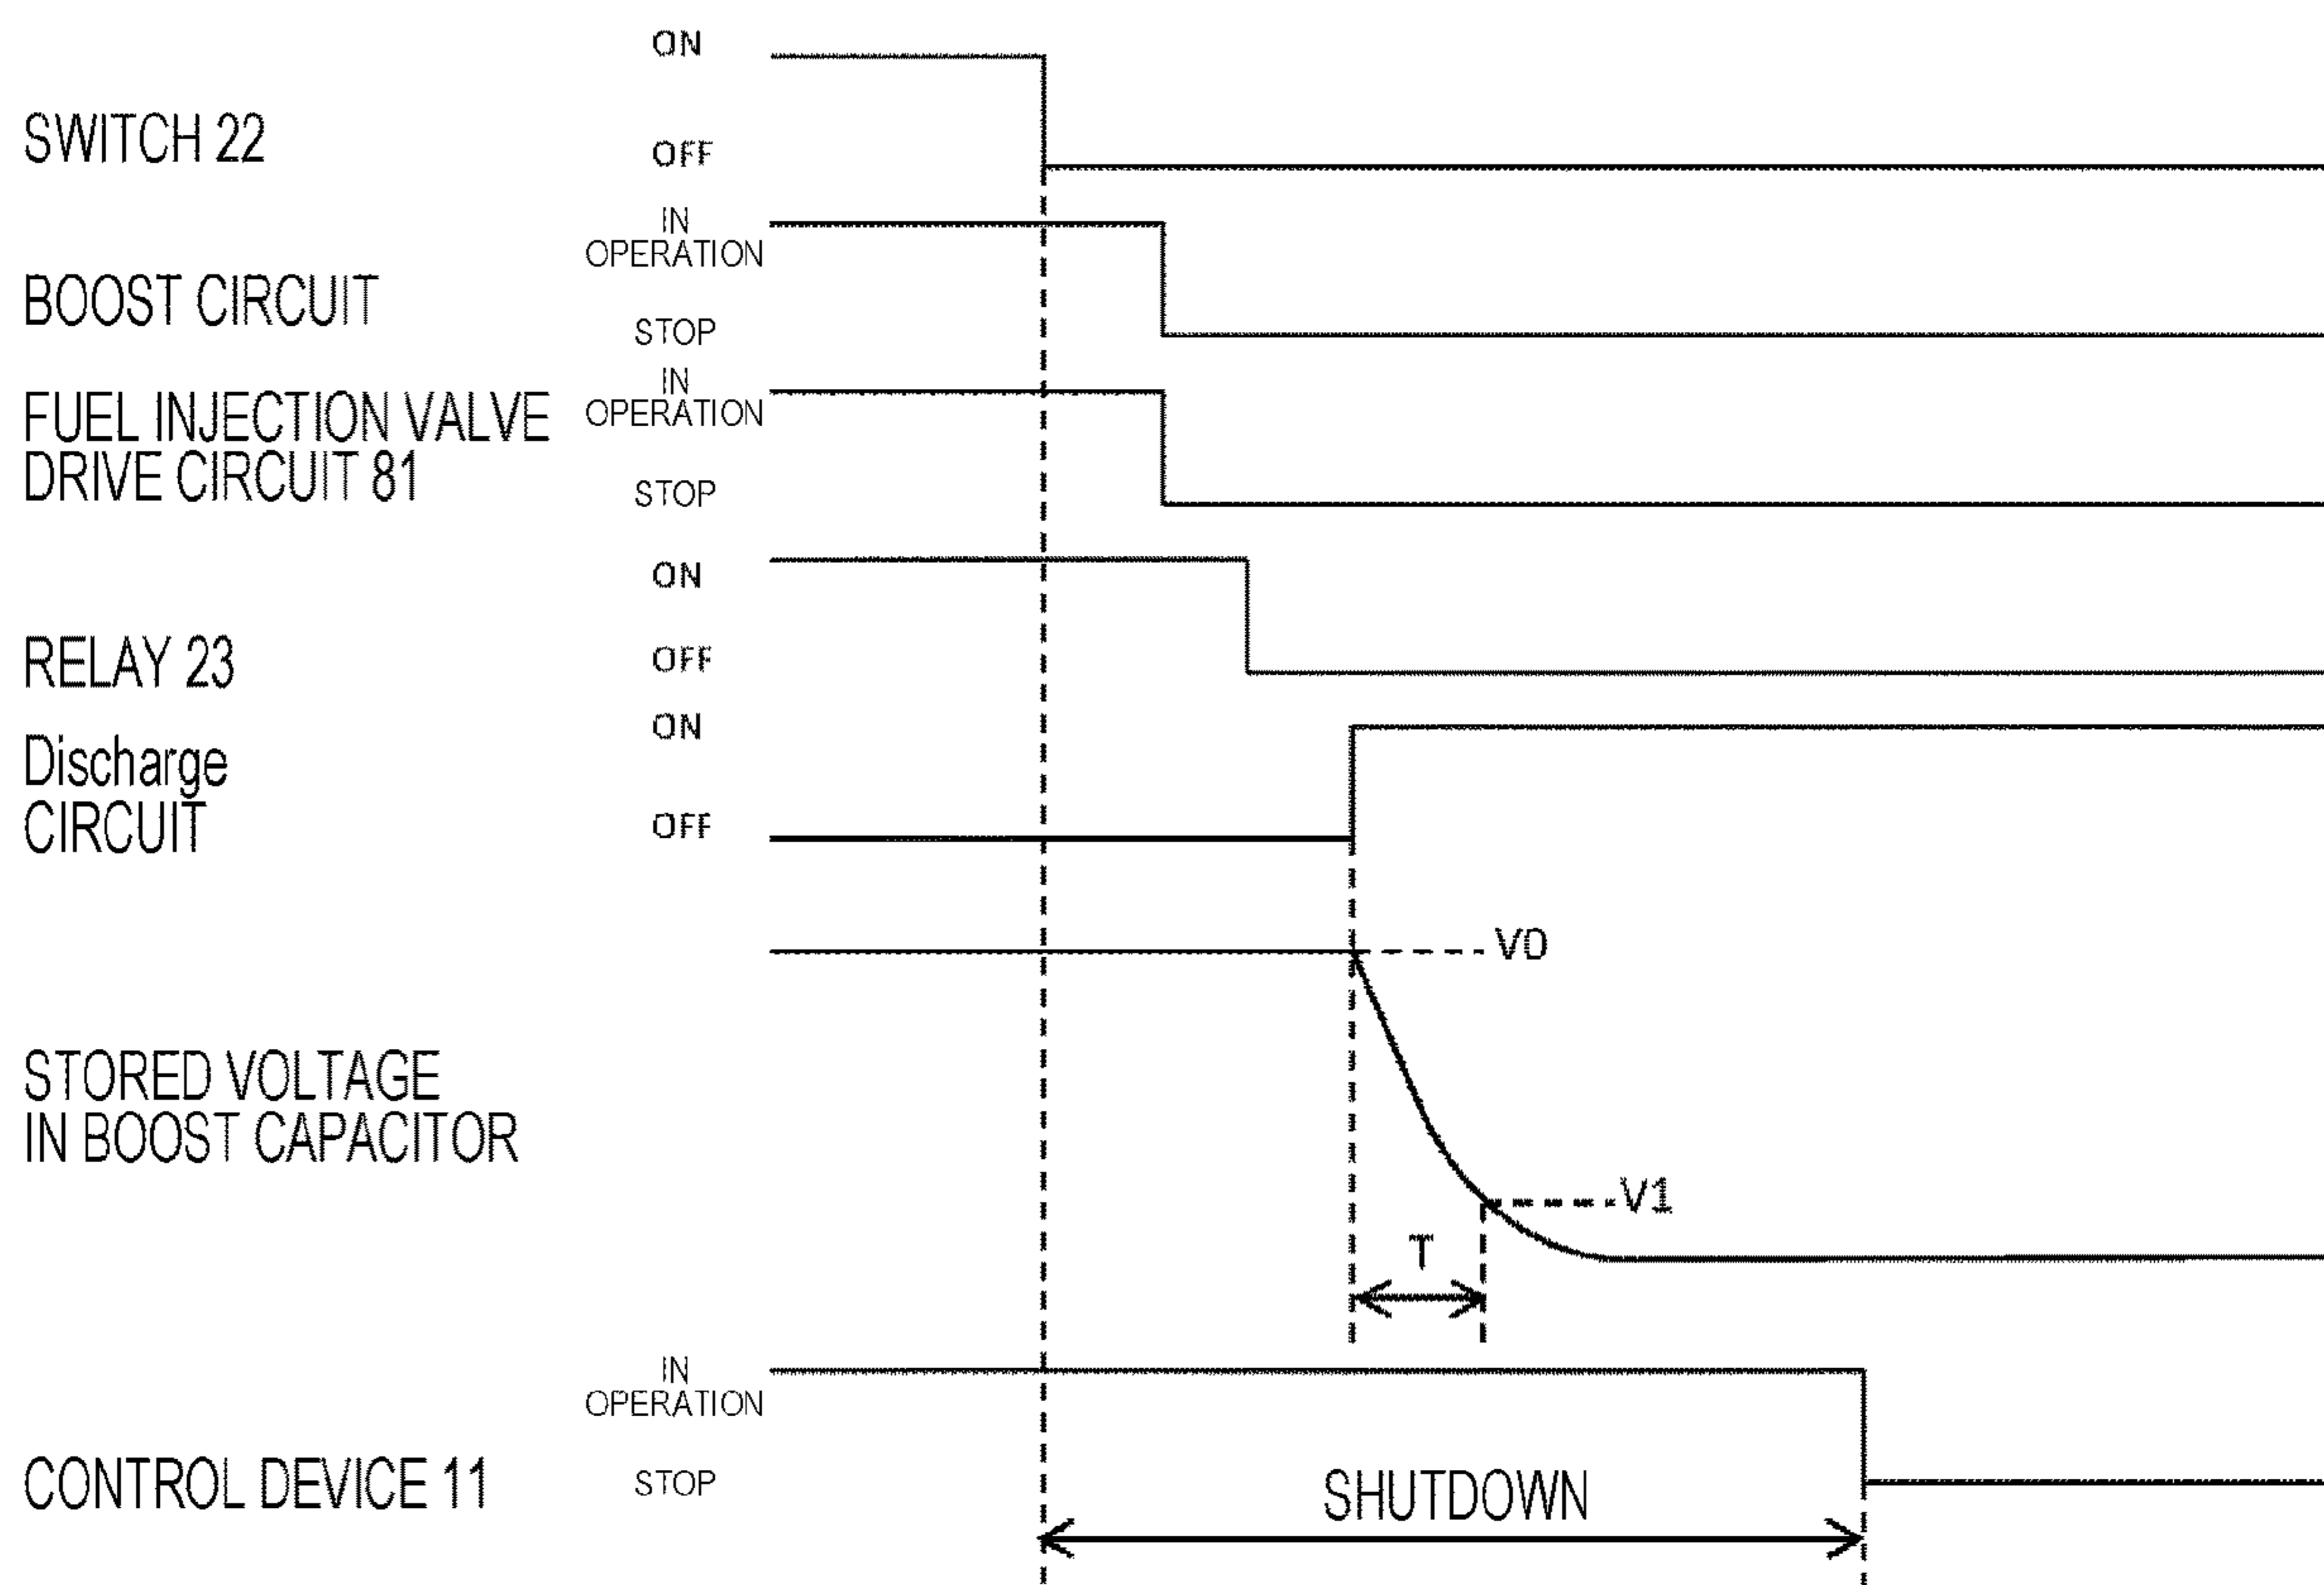 ON
SWITCH 22
OFF
IN
OPERATION
BOOST CIRCUIT
STOP
IN
OPERATION
FUEL INJECTION VALVE
DRIVE CIRCUIT 81
STOP
ON
RELAY 23
OFF
ON
Discharge
CIRCUIT
OFF
V0
STORED VOLTAGE
IN BOOST CAPACITOR
V1
T
IN
OPERATION
CONTROL DEVICE 11
STOP
SHUTDOWN